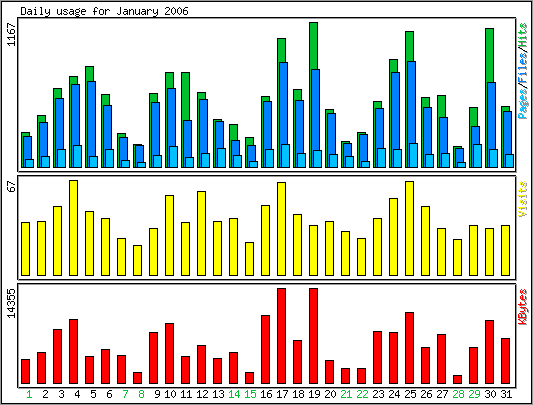 Daily usage for January 2006
1167
Pages/Files/Hits
67
Visits
14355
KBytes
1 2 3 4 5 6 7 8 9 10 11 12 13 14 15 16 17 18 19 20 21 22 23 24 25 26 27 28 29 30 31